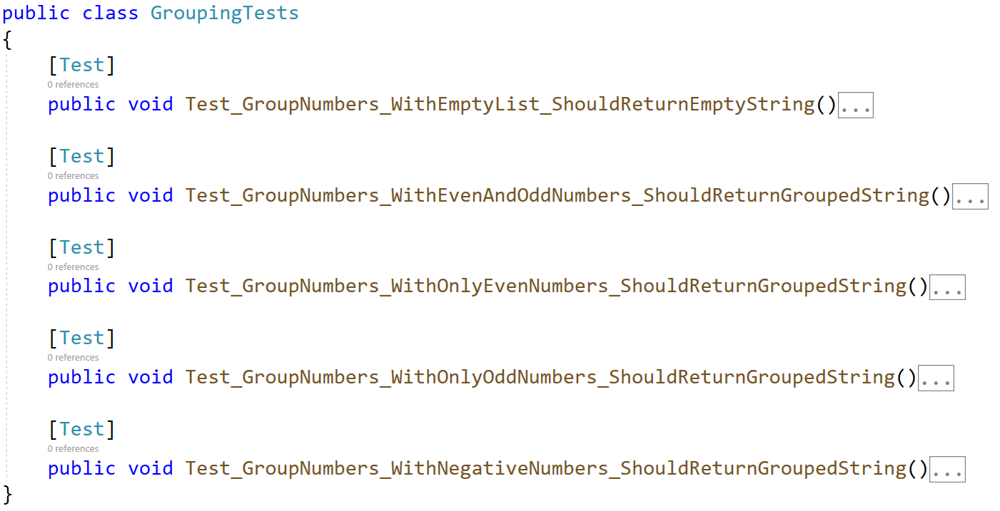 public class GroupingTests
{
[Test]
0 references
public void Test_GroupNumbers_WithEmptyList_ShouldReturnEmptyString()...
[Test]
0 references
public void Test_GroupNumbers_WithEvenAndOddNumbers_ShouldReturnGroupedString()...
[Test]
0 references
public void Test_GroupNumbers_WithOnlyEvenNumbers_ShouldReturnGroupedString()...
[Test]
0 references
public void Test_GroupNumbers_WithOnlyOddNumbers_ShouldReturnGroupedString()...
[Test]
0 references
public void Test_GroupNumbers_WithNegativeNumbers_ShouldReturnGroupedString()...
}